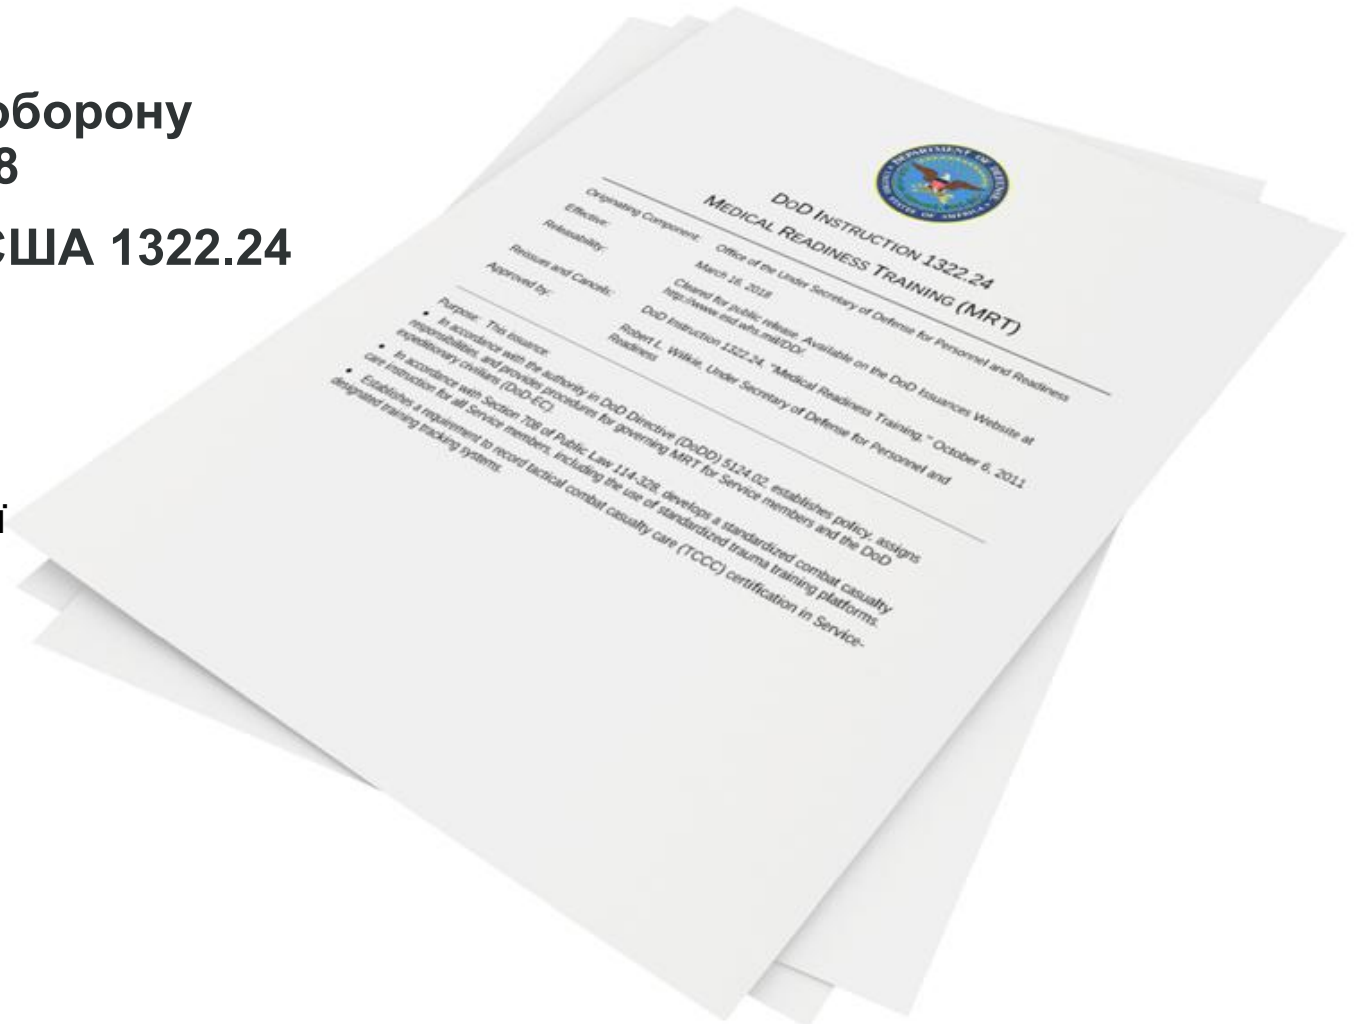 оборону
8
США 1322.24
ї
DEPARTMENT OF DEFENSE
UNITED STATES OF AMERICA
DOD INSTRUCTION 1322.24
MEDICAL READINESS TRAINING (MRT)
Originating Component: Office of the Under Secretary of Defense for Personnel and Readiness
Effective: March 16, 2018
Releasability: Cleared for public release. Available on the DoD Issuances Website at
http://www.esd.whs.mil/DD/.
Reissues and Cancels: DoD Instruction 1322.24, "Medical Readiness Training," October 6, 2011
Approved by: Robert L. Wilkie, Under Secretary of Defense for Personnel and
Readiness
Purpose: This issuance:
• In accordance with the authority in DoD Directive (DoDD) 5124.02, establishes policy, assigns
responsibilities, and provides procedures for governing MRT for Service members and the DoD
expeditionary civilians (DoD-EC)
• In accordance with Section 708 of Public Law 114-328, develops a standardized combat casualty
care instruction for all Service members, including the use of standardized trauma training platforms.
• Establishes a requirement to record tactical combat casualty care (TCCC) certification in Service-
designated training tracking systems.